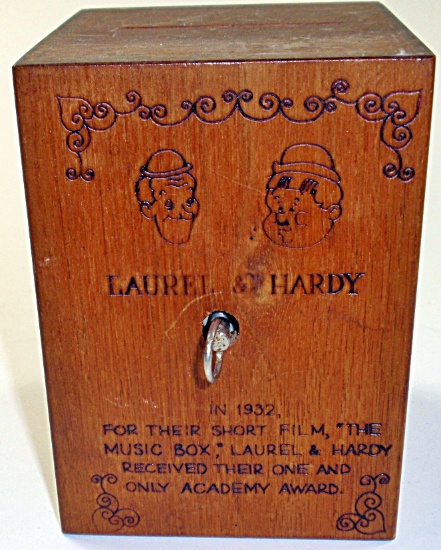 LAUREL & HARDY
IN 1932,
FOR THEIR SHORT FILM, "THE
MUSIC BOX," LAUREL & HARDY
RECEIVED THEIR ONE AND
ONLY ACADEMY AWARD.